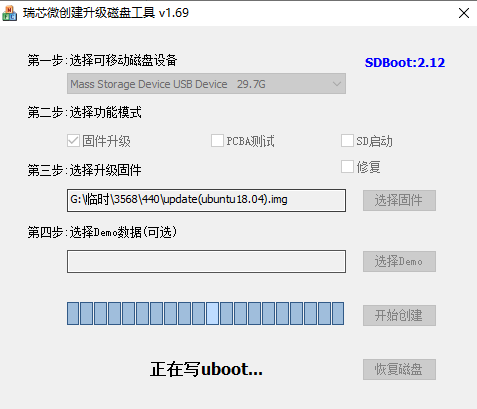 瑞芯微创建升级磁盘工具 v1.69
第一步:选择可移动磁盘设备
SDBoot:2.12
Mass Storage Device USB Device 29.7G
第二步:选择功能模式
固件升级 PCBA测试 SD启动
修复
第三步:选择升级固件
G:\临时\3568\440\update(ubuntu18.04).img 选择固件
第四步:选择Demo数据(可选)
选择Demo
开始创建
正在写uboot... 恢复磁盘